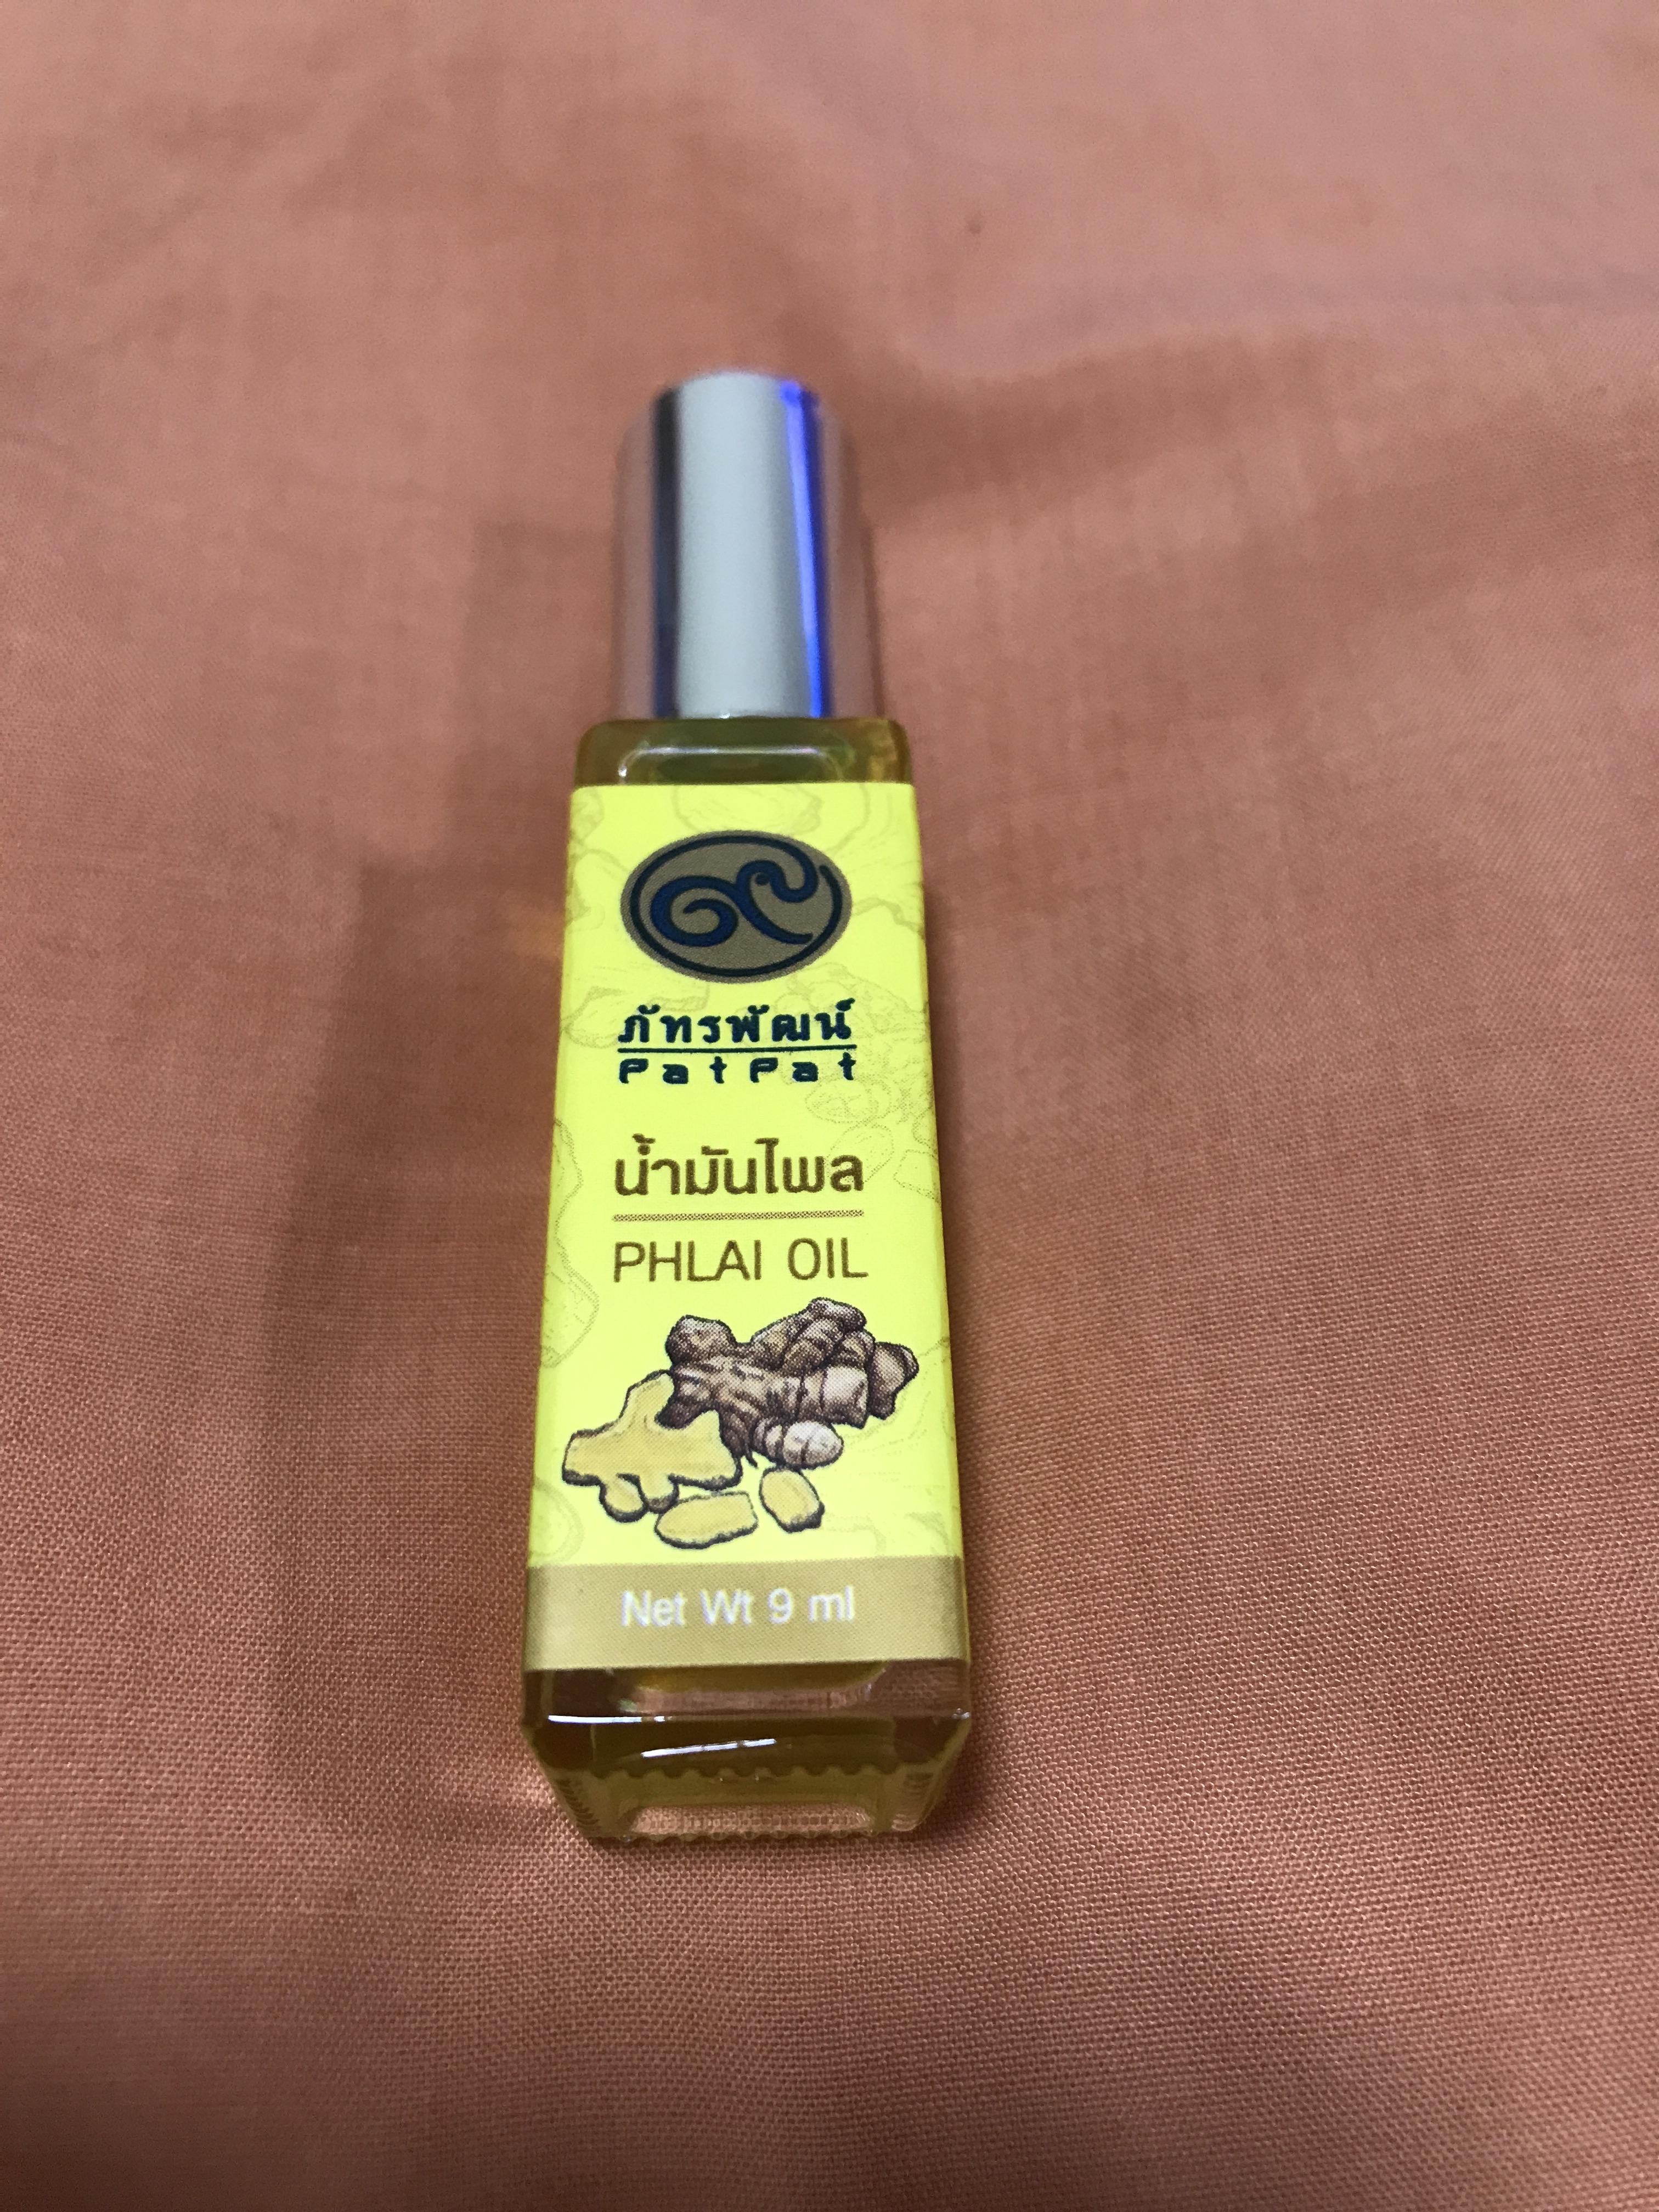 ๙
ภัทรพัฒน์
PatPat
น้ำมันไพล
PHLAI OIL
Net Wt 9 ml